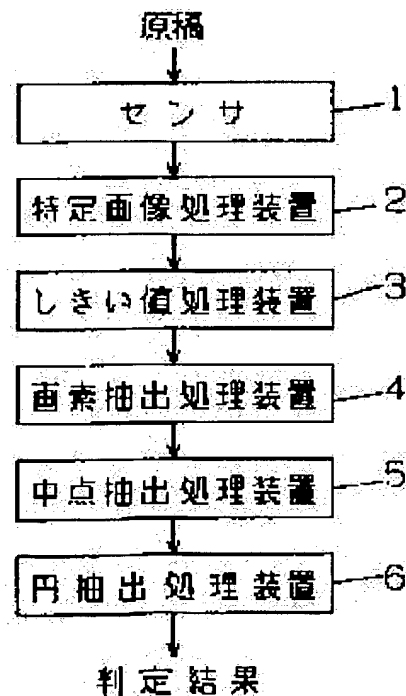 原稿
センサ 1
特定画像処理装置 2
しきい値処理装置 3
画素抽出処理装置 4
中点抽出処理装置 5
円抽出処理装置 6
判定結果